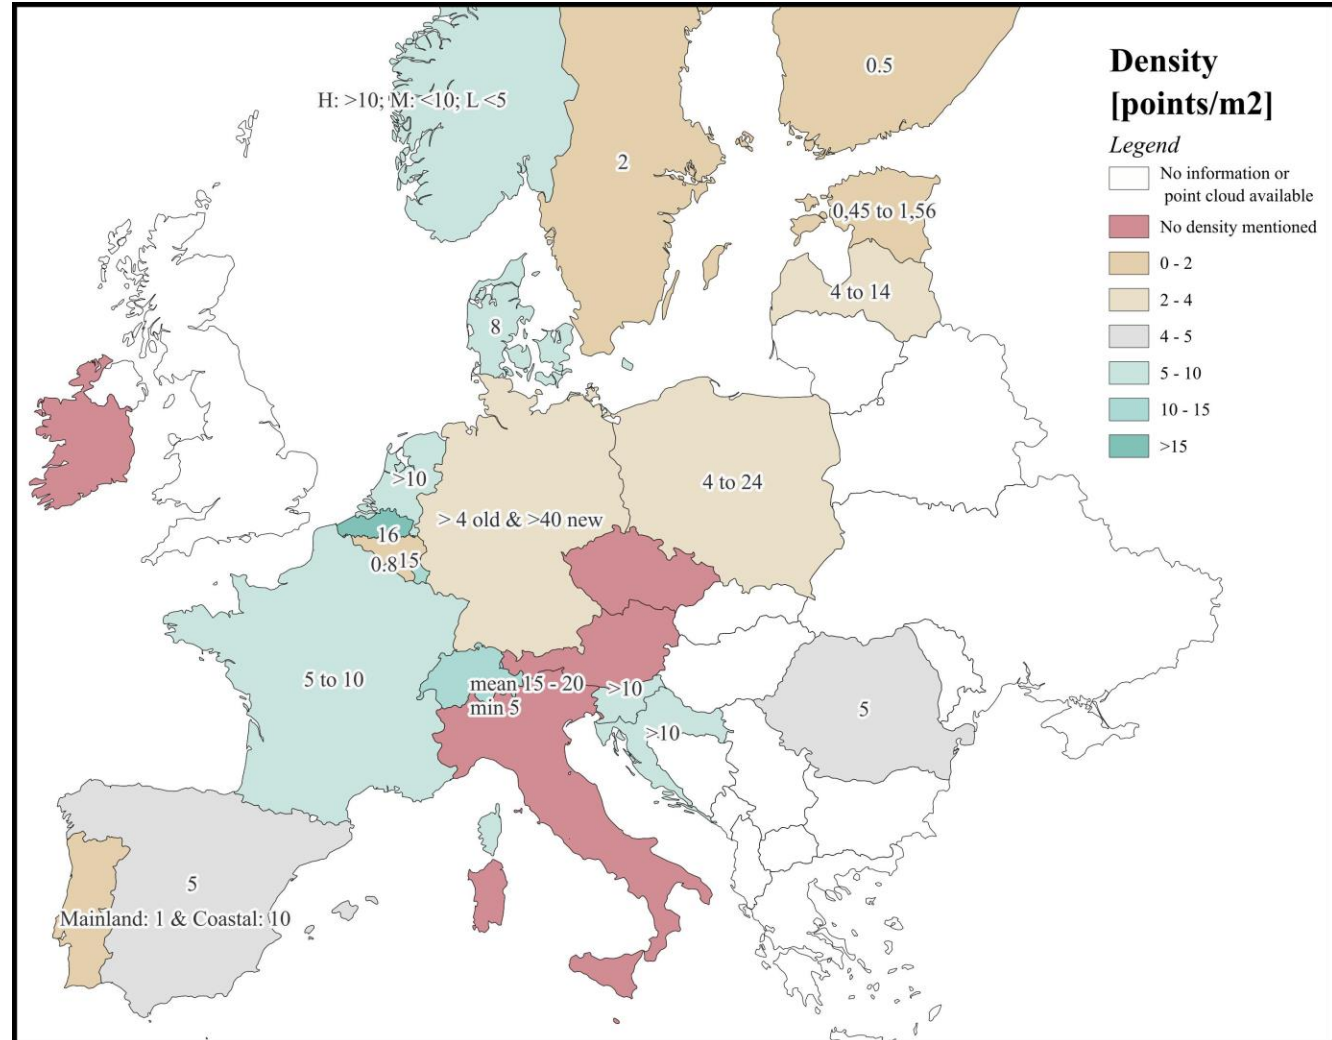 Density
[points/m2]
Legend
No information or
point cloud available
No density mentioned
0 - 2
2 - 4
4 - 5
5 - 10
10 - 15
>15
0.5
H: >10; M: <10; L <5
2
0,45 to 1,56
4 to 14
8
>10
4 to 24
> 4 old & >40 new
16
0.8
15
5 to 10
mean 15 - 20
min 5
>10
>10
5
5
Mainland: 1 & Coastal: 10